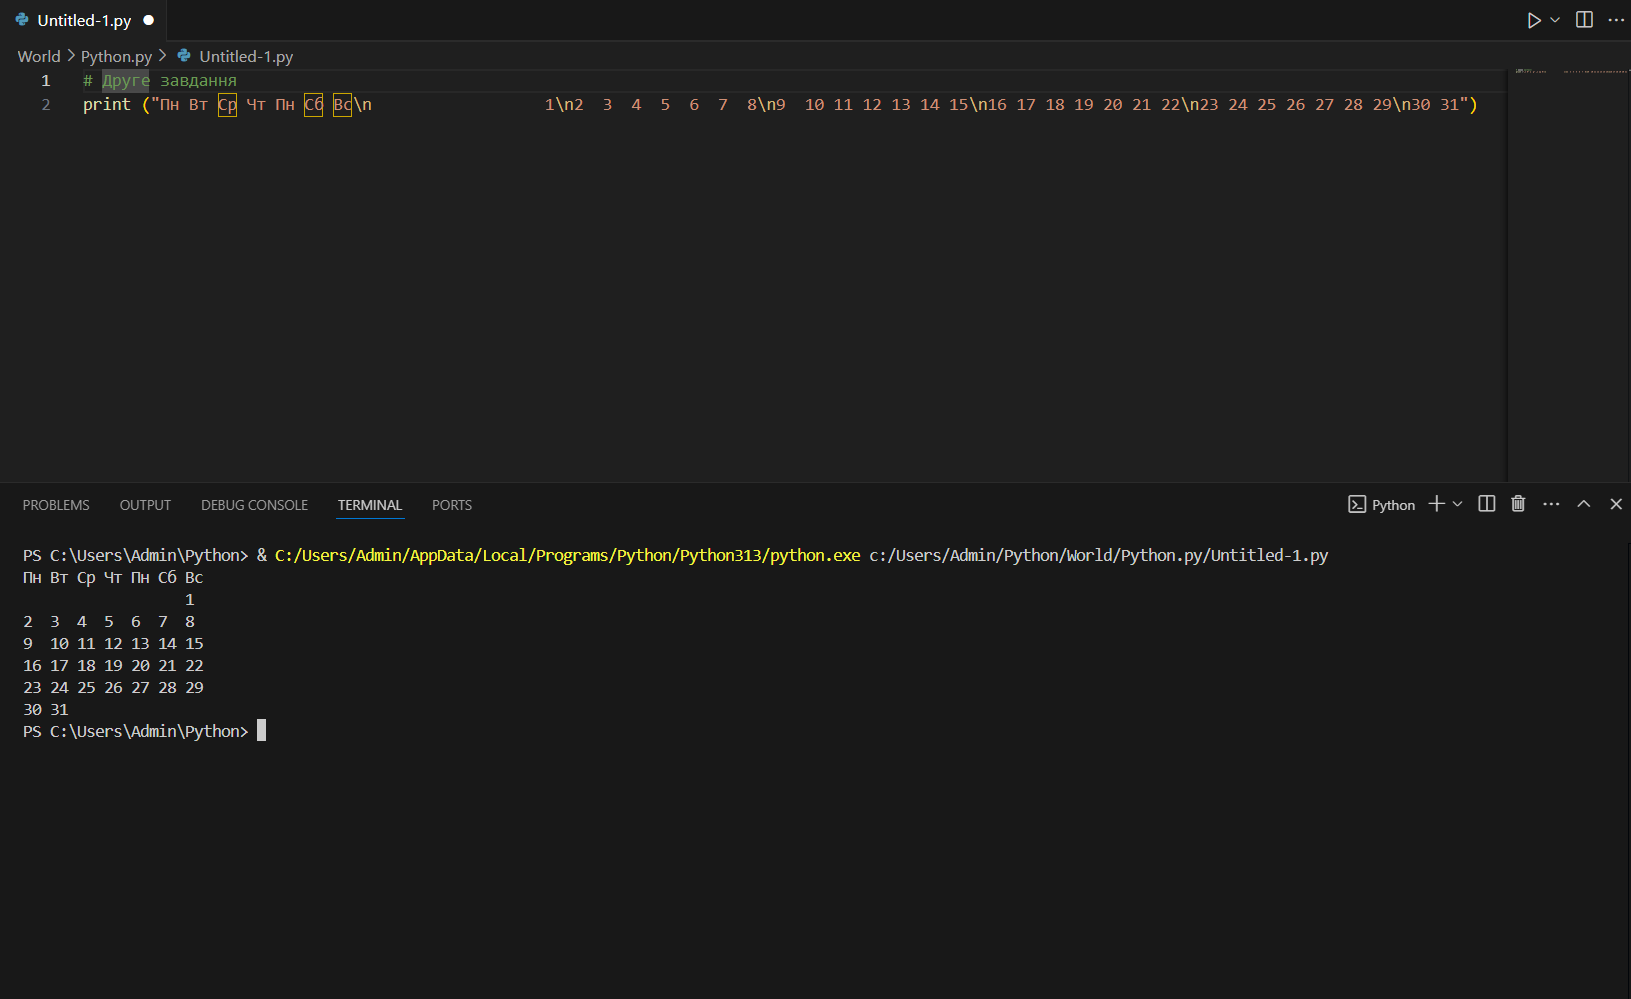 Untitled-1.py
World > Python.py > Untitled-1.py
1 # Друге завдання
2 print ("Пн Вт Ср Чт Пн Сб Вс\n                  1\n2  3  4  5  6  7  8\n9  10 11 12 13 14 15\n16 17 18 19 20 21 22\n23 24 25 26 27 28 29\n30 31")
PROBLEMS OUTPUT DEBUG CONSOLE TERMINAL PORTS Python
PS C:\Users\Admin\Python> & C:/Users/Admin/AppData/Local/Programs/Python/Python313/python.exe c:/Users/Admin/Python/World/Python.py/Untitled-1.py
Пн Вт Ср Чт Пн Сб Вс
                  1
2  3  4  5  6  7  8
9  10 11 12 13 14 15
16 17 18 19 20 21 22
23 24 25 26 27 28 29
30 31
PS C:\Users\Admin\Python>